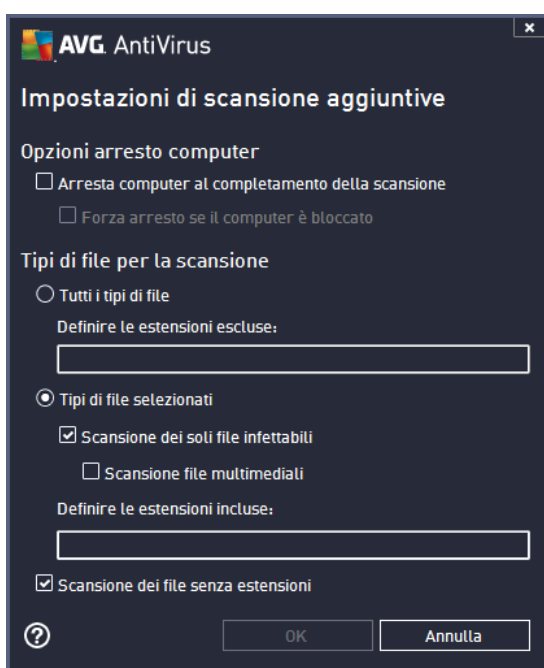 x
AVG. AntiVirus
Impostazioni di scansione aggiuntive
Opzioni arresto computer
Arresta computer al completamento della scansione
Forza arresto se il computer è bloccato
Tipi di file per la scansione
Tutti i tipi di file
Definire le estensioni escluse:
Tipi di file selezionati
Scansione dei soli file infettabili
Scansione file multimediali
Definire le estensioni incluse:
Scansione dei file senza estensioni
? OK Annulla